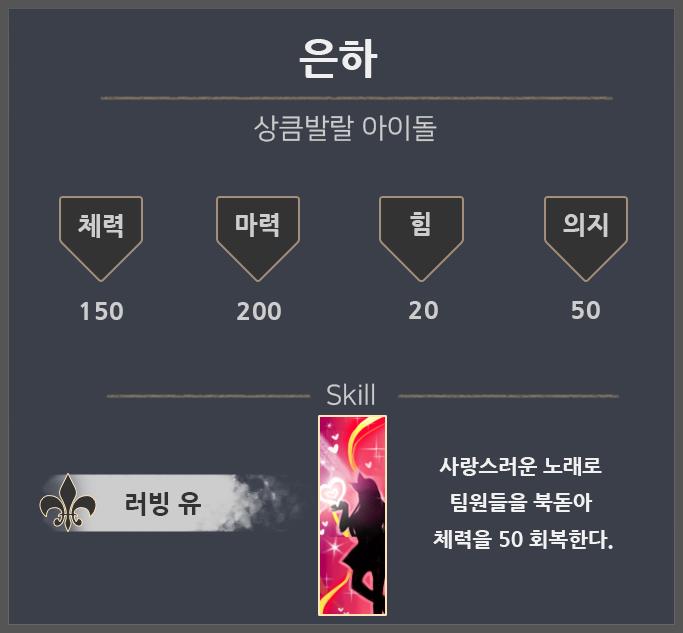 은하
상큼발랄 아이돌
체력 마력 힘 의지
150 200 20 50
Skill
러빙 유
사랑스러운 노래로
팀원들을 북돋아
체력을 50 회복한다.